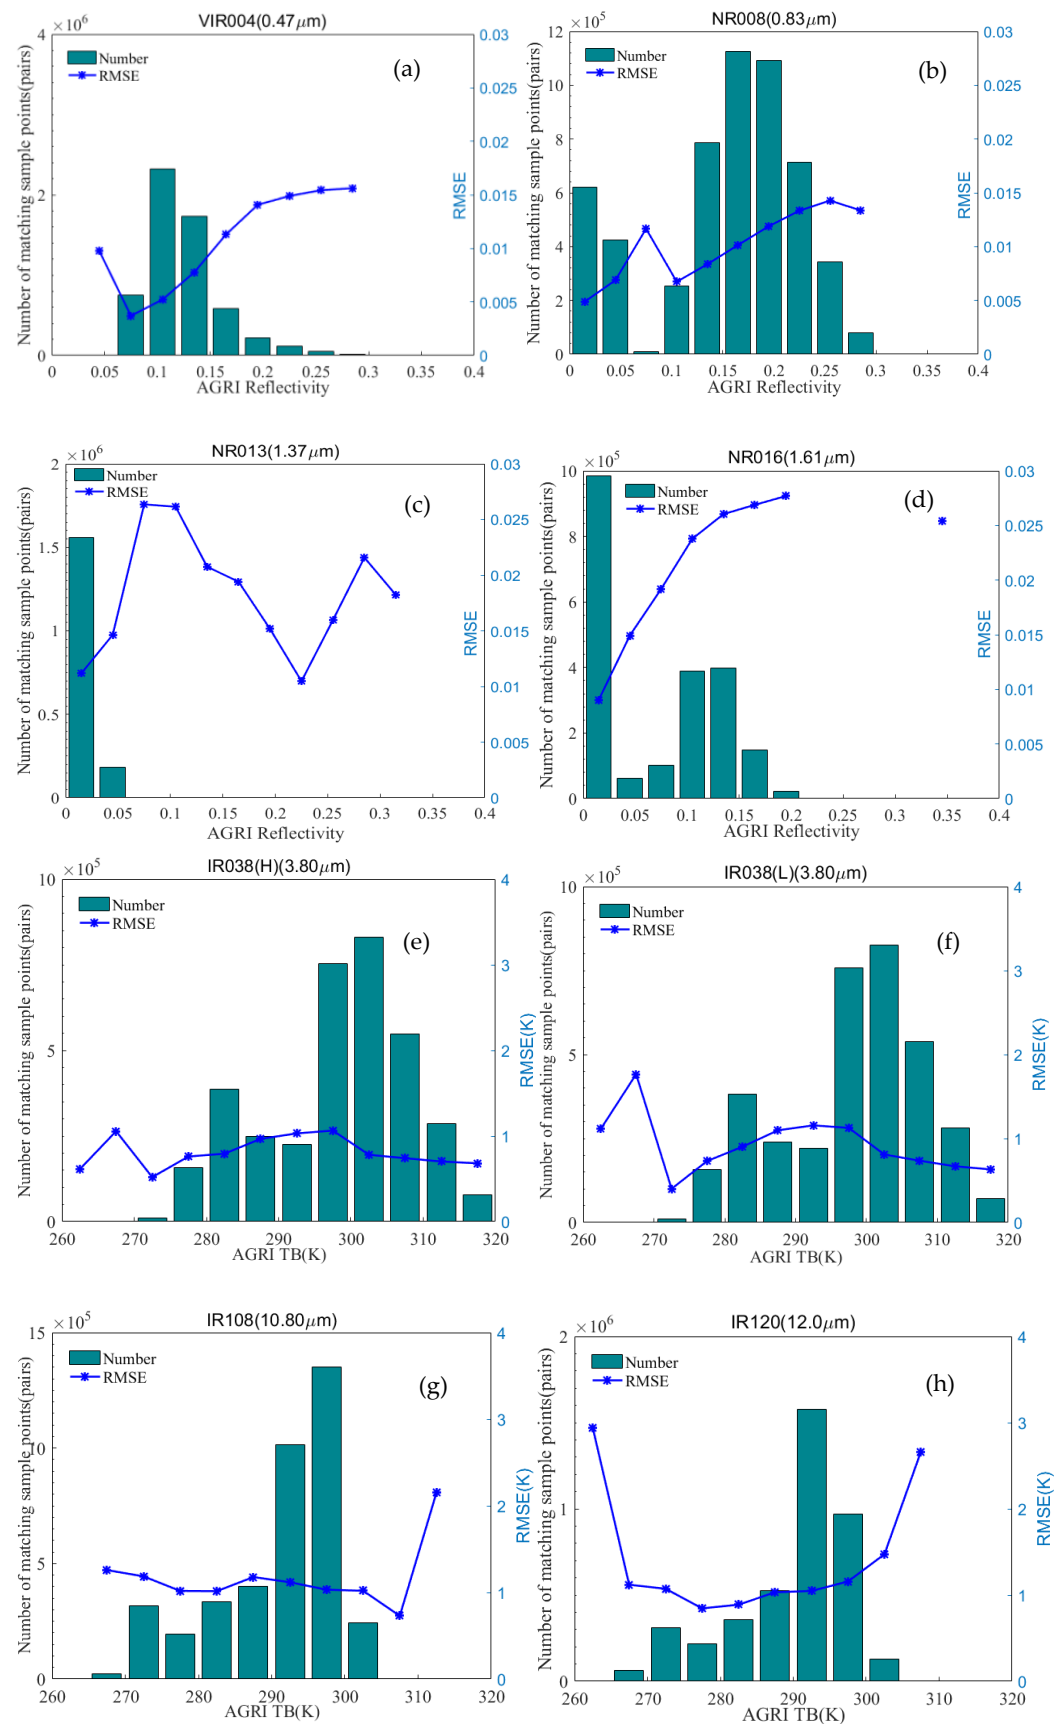 ×10⁶
VIR004(0.47μm)
Number
RMSE
(a)
Number of matching sample points(pairs)
4
2
0
0.03
0.025
0.02
0.015
0.01
0.005
0
RMSE
0 0.05 0.1 0.15 0.2 0.25 0.3 0.35 0.4
AGRI Reflectivity
×10⁵
NR008(0.83μm)
Number
RMSE
(b)
Number of matching sample points(pairs)
12
10
8
6
4
2
0
0.03
0.025
0.02
0.015
0.01
0.005
0
RMSE
0 0.05 0.1 0.15 0.2 0.25 0.3 0.35 0.4
AGRI Reflectivity
×10⁶
NR013(1.37μm)
Number
RMSE
(c)
Number of matching sample points(pairs)
2
1.5
1
0.5
0
0.03
0.025
0.02
0.015
0.01
0.005
0
RMSE
0 0.05 0.1 0.15 0.2 0.25 0.3 0.35 0.4
AGRI Reflectivity
×10⁵
NR016(1.61μm)
Number
RMSE
(d)
Number of matching sample points(pairs)
10
8
6
4
2
0
0.03
0.025
0.02
0.015
0.01
0.005
0
RMSE
0 0.05 0.1 0.15 0.2 0.25 0.3 0.35 0.4
AGRI Reflectivity
×10⁵
IR038(H)(3.80μm)
Number
RMSE
(e)
Number of matching sample points(pairs)
10
5
0
4
3
2
1
0
RMSE(K)
260 270 280 290 300 310 320
AGRI TB(K)
×10⁵
IR038(L)(3.80μm)
Number
RMSE
(f)
Number of matching sample points(pairs)
10
5
0
4
3
2
1
0
RMSE(K)
260 270 280 290 300 310 320
AGRI TB(K)
×10⁵
IR108(10.80μm)
Number
RMSE
(g)
Number of matching sample points(pairs)
15
10
5
0
4
3
2
1
0
RMSE(K)
260 270 280 290 300 310 320
AGRI TB(K)
×10⁶
IR120(12.0μm)
Number
RMSE
(h)
Number of matching sample points(pairs)
2
1
0
4
3
2
1
0
RMSE(K)
260 270 280 290 300 310 320
AGRI TB(K)